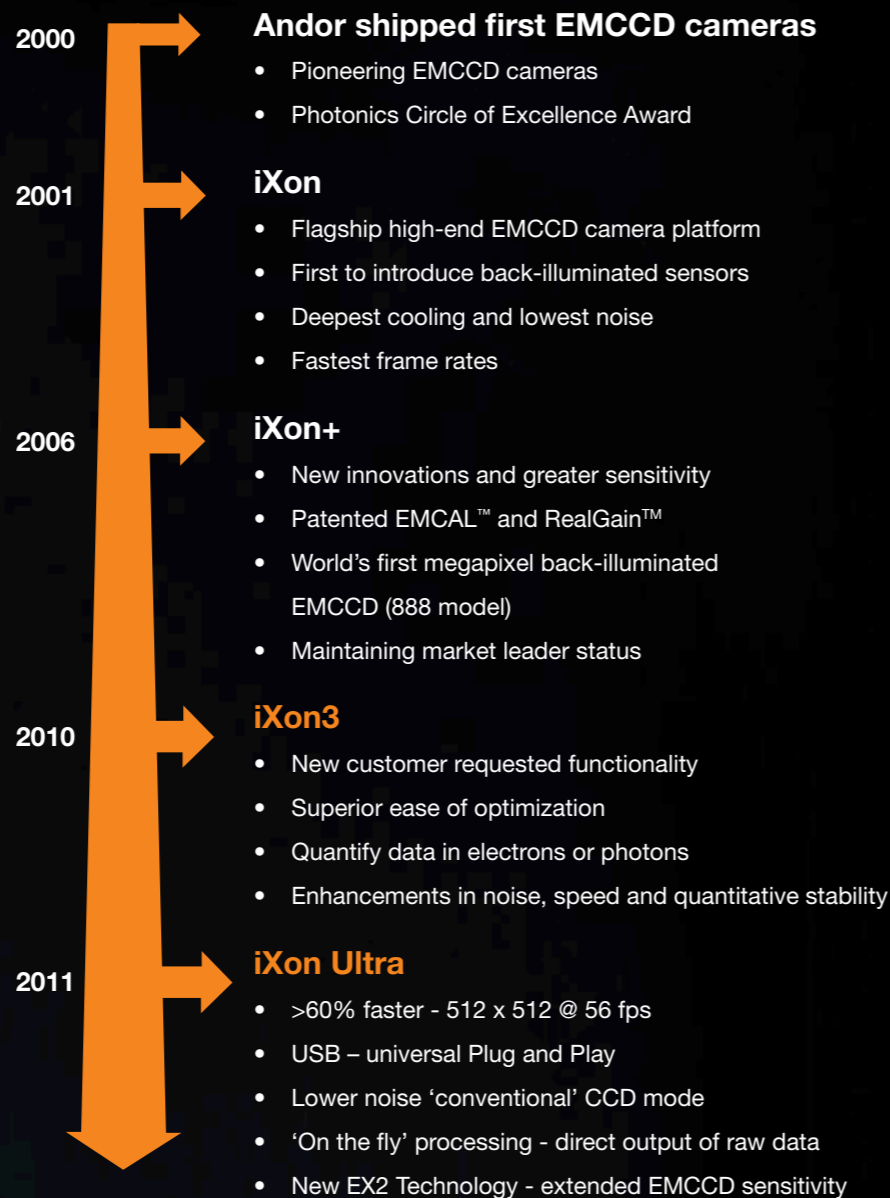 2000
Andor shipped first EMCCD cameras
• Pioneering EMCCD cameras
• Photonics Circle of Excellence Award
2001
iXon
• Flagship high-end EMCCD camera platform
• First to introduce back-illuminated sensors
• Deepest cooling and lowest noise
• Fastest frame rates
2006
iXon+
• New innovations and greater sensitivity
• Patented EMCAL™ and RealGain™
• World’s first megapixel back-illuminated
EMCCD (888 model)
• Maintaining market leader status
2010
iXon3
• New customer requested functionality
• Superior ease of optimization
• Quantify data in electrons or photons
• Enhancements in noise, speed and quantitative stability
2011
iXon Ultra
• >60% faster - 512 x 512 @ 56 fps
• USB – universal Plug and Play
• Lower noise ‘conventional’ CCD mode
• ‘On the fly’ processing - direct output of raw data
• New EX2 Technology - extended EMCCD sensitivity